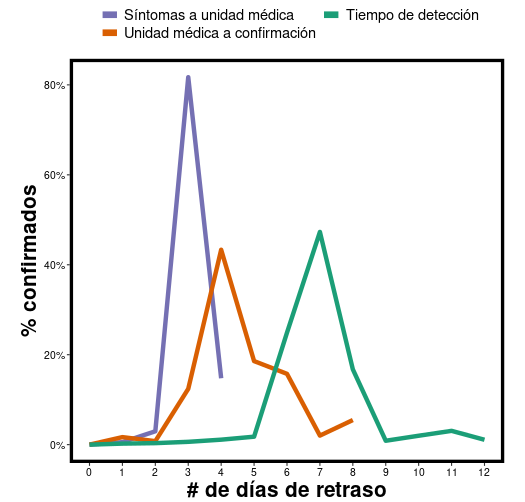 Síntomas a unidad médica
Tiempo de detección
Unidad médica a confirmación
80%
60%
40%
20%
0%
% confirmados
0 1 2 3 4 5 6 7 8 9 10 11 12
# de días de retraso